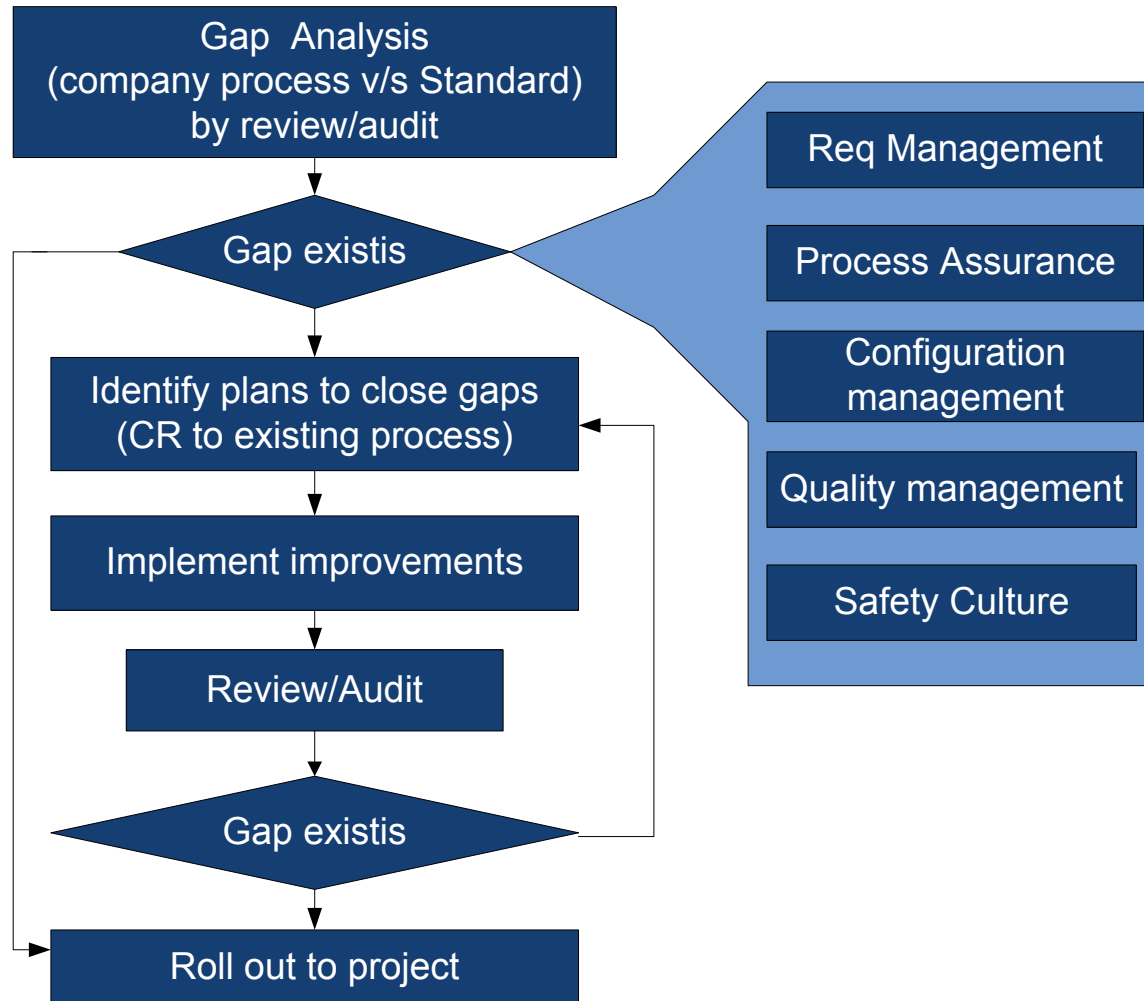 Gap  Analysis
(company process v/s Standard)
by review/audit
Gap existis
Identify plans to close gaps
(CR to existing process)
Implement improvements
Review/Audit
Gap existis
Roll out to project
Req Management
Process Assurance
Configuration
management
Quality management
Safety Culture